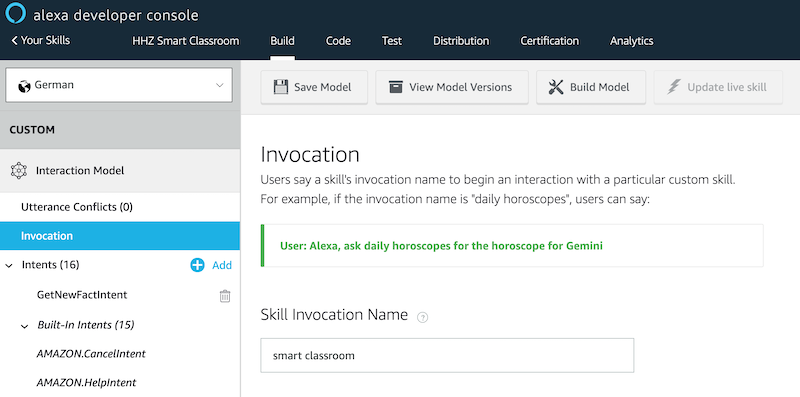 alexa developer console
Your Skills HHZ Smart Classroom Build Code Test Distribution Certification Analytics
German
Save Model View Model Versions Build Model Update live skill
CUSTOM
Interaction Model
Utterance Conflicts (0)
Invocation
Intents (16) Add
GetNewFactIntent
Built-In Intents (15)
AMAZON.CancelIntent
AMAZON.HelpIntent
Invocation
Users say a skill's invocation name to begin an interaction with a particular custom skill.
For example, if the invocation name is "daily horoscopes", users can say:
User: Alexa, ask daily horoscopes for the horoscope for Gemini
Skill Invocation Name ?
smart classroom